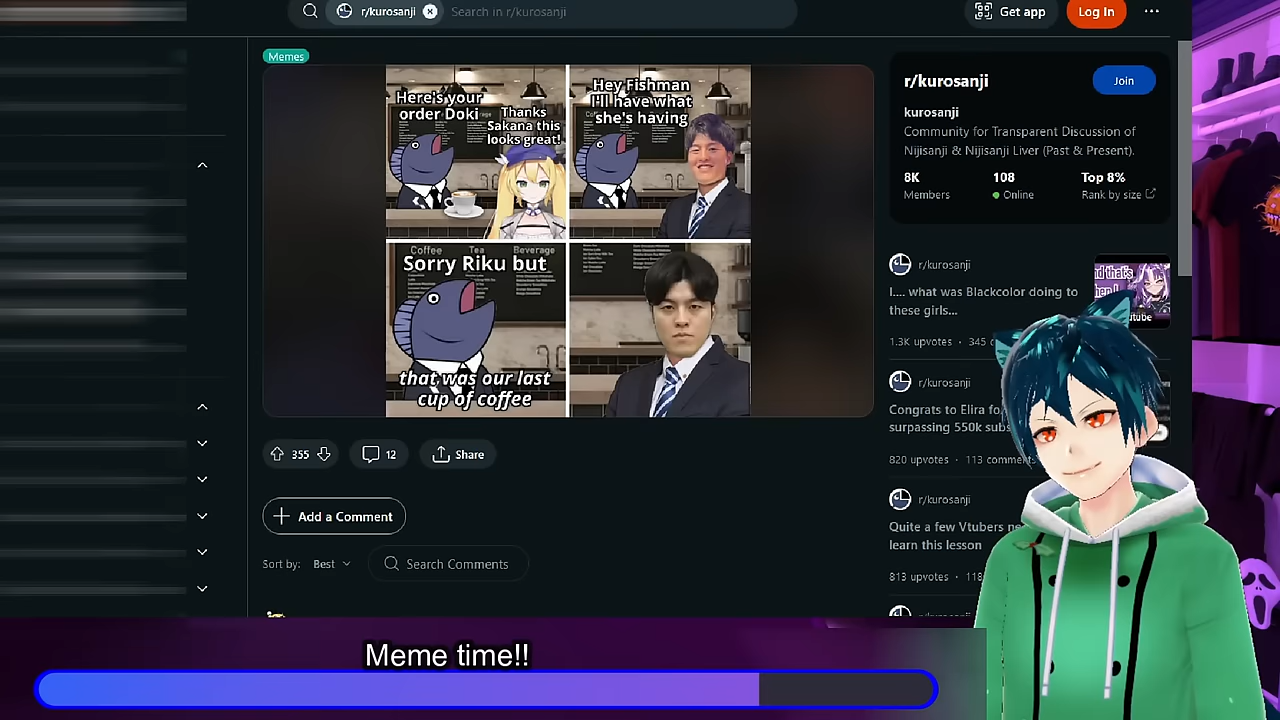 r/kurosanji
Search in r/kurosanji
Get app
Log In
Memes
Here's your
order Doki
Thanks
Sakana this
looks great!
Hey Fishman
I'll have what
she's having
Coffee Tea Beverage
Sorry Riku but
that was our last
cup of coffee
355
12
Share
Add a Comment
Sort by:
Best
Search Comments
r/kurosanji
Join
kurosanji
Community for Transparent Discussion of
Nijisanji & Nijisanji Liver (Past & Present).
8K
108
Top 8%
Members
Online
Rank by size
r/kurosanji
I.... what was Blackcolor doing to
these girls...
1.3K upvotes · 345
r/kurosanji
Congrats to Elira fo
surpassing 550k subs
820 upvotes · 113 comments
r/kurosanji
Quite a few Vtubers ne
learn this lesson
813 upvotes · 118
r/kurosanji
Meme time!!